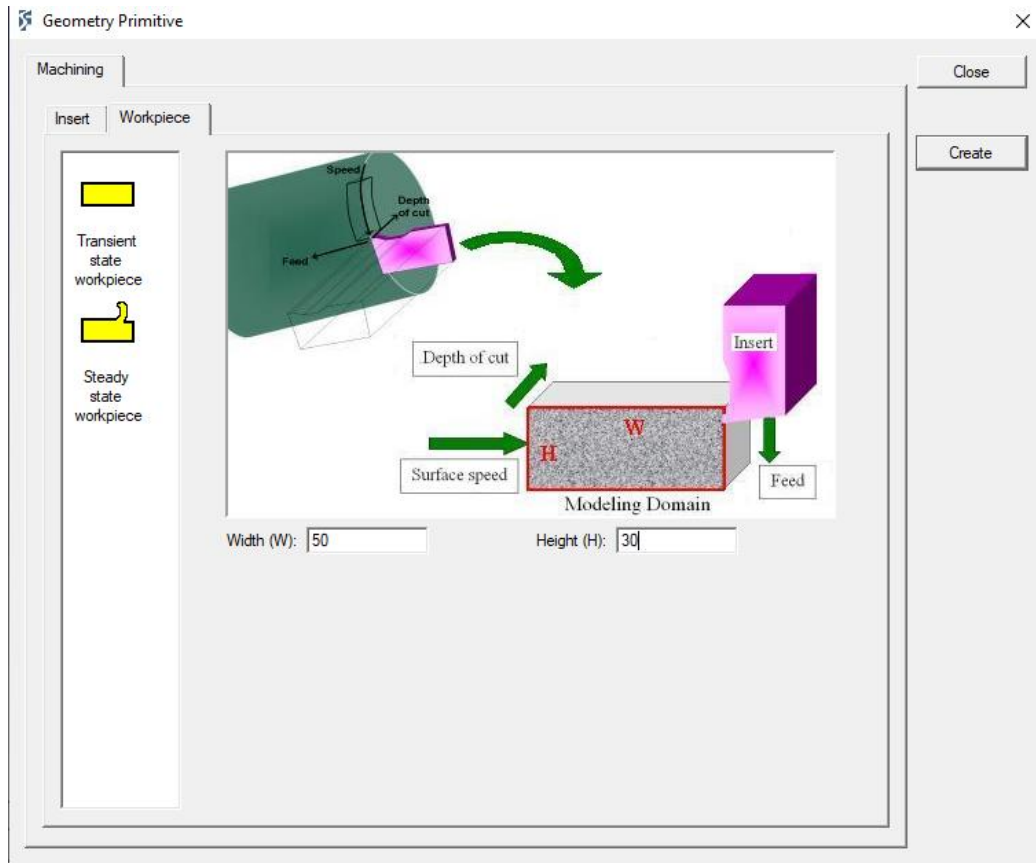 Geometry Primitive
Machining
Close
Insert
Workpiece
Create
Transient
state
workpiece
Steady
state
workpiece
Speed
Depth
of cut
Feed
Depth of cut
Insert
W
H
Surface speed
Feed
Modeling Domain
Width (W): 50
Height (H): 30